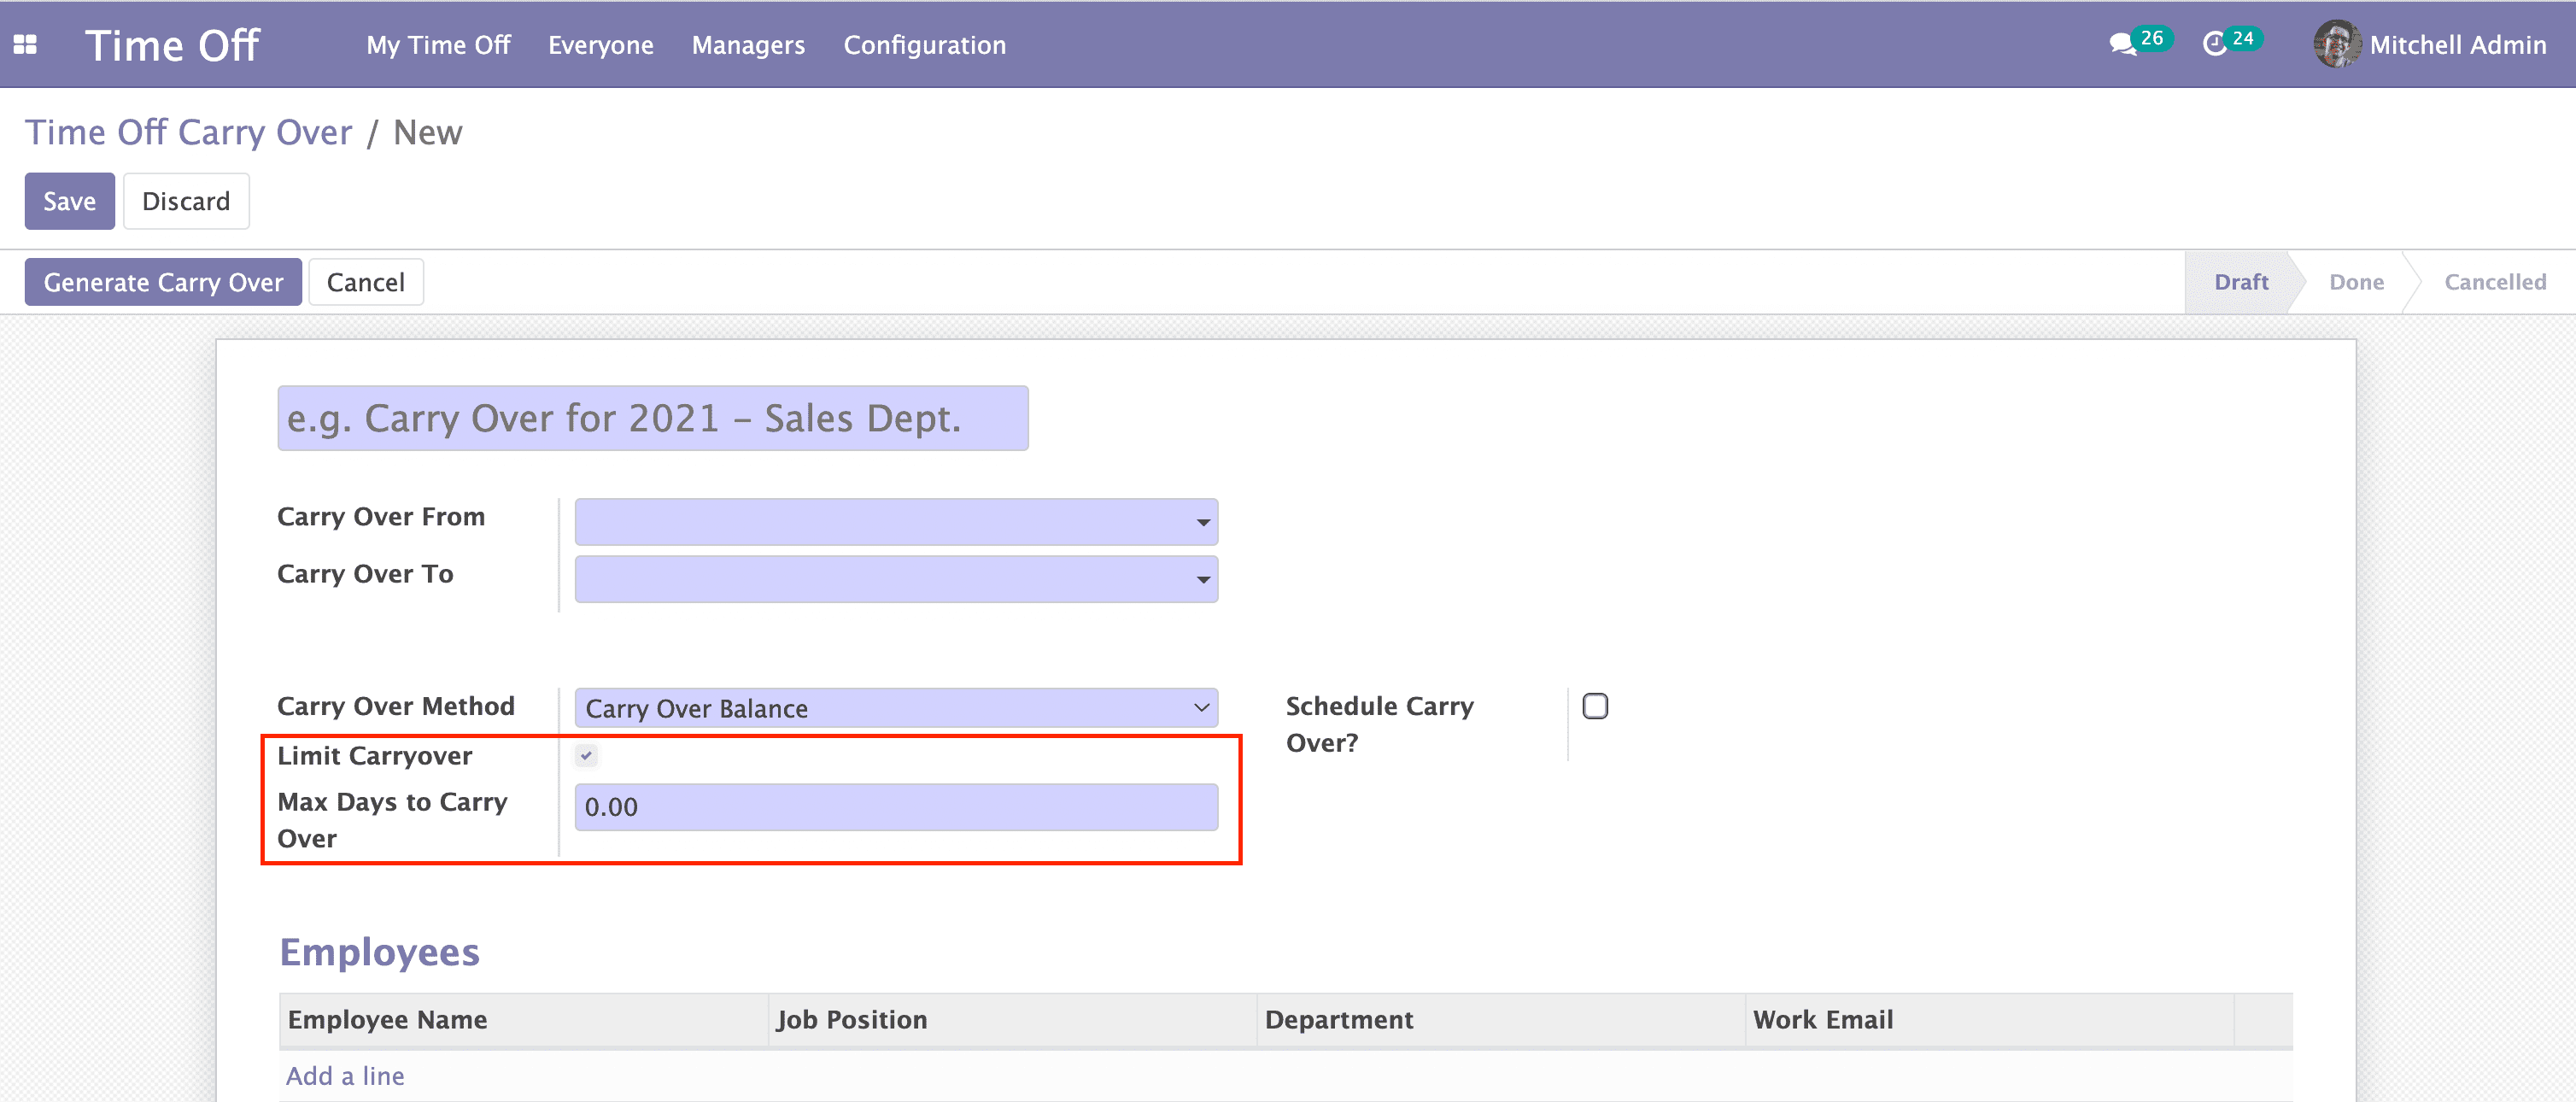 Time Off My Time Off Everyone Managers Configuration 26 24 Mitchell Admin
Time Off Carry Over / New
Save Discard
Generate Carry Over Cancel Draft Done Cancelled
e.g. Carry Over for 2021 – Sales Dept.
Carry Over From
Carry Over To
Carry Over Method Carry Over Balance Schedule Carry
Over?
Limit Carryover
Max Days to Carry
Over
0.00
Employees
Employee Name Job Position Department Work Email
Add a line